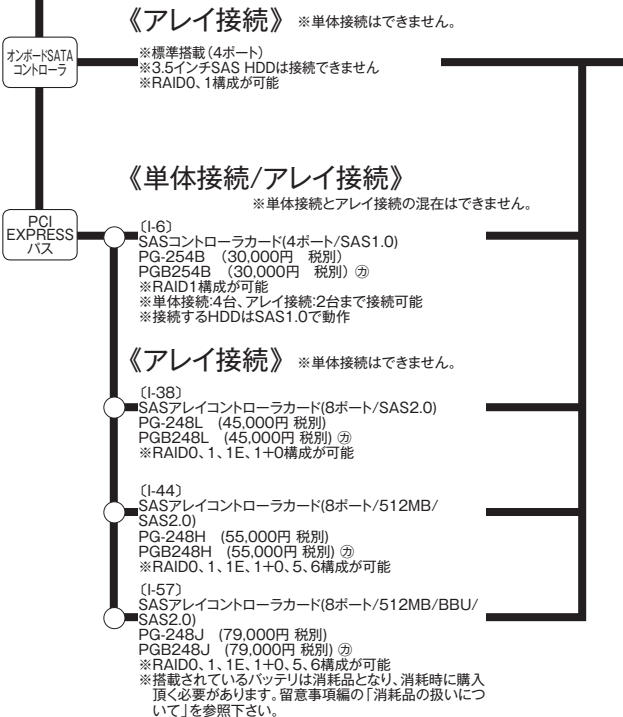 《アレイ接続》 ※単体接続はできません。
オンボードSATA
コントローラ
※標準搭載(4ポート)
※3.5インチSAS HDDは接続できません
※RAID0、1構成が可能
《単体接続/アレイ接続》
※単体接続とアレイ接続の混在はできません。
PCI
EXPRESS
バス
〔I-6〕
SASコントローラカード(4ポート/SAS1.0)
PG-254B （30,000円 税別）
PGB254B （30,000円 税別）㋕
※RAID1構成が可能
※単体接続:4台、アレイ接続:2台まで接続可能
※接続するHDDはSAS1.0で動作
《アレイ接続》 ※単体接続はできません。
〔I-38〕
SASアレイコントローラカード(8ポート/SAS2.0)
PG-248L (45,000円 税別)
PGB248L (45,000円 税別) ㋕
※RAID0、1、1E、1+0構成が可能
〔I-44〕
SASアレイコントローラカード(8ポート/512MB/
SAS2.0)
PG-248H (55,000円 税別)
PGB248H (55,000円 税別) ㋕
※RAID0、1、1E、1+0、5、6構成が可能
〔I-57〕
SASアレイコントローラカード(8ポート/512MB/BBU/
SAS2.0)
PG-248J (79,000円 税別)
PGB248J (79,000円 税別) ㋕
※RAID0、1、1E、1+0、5、6構成が可能
※搭載されているバッテリは消耗品となり、消耗時に購入
頂く必要があります。留意事項編の「消耗品の扱いにつ
いて」を参照下さい。